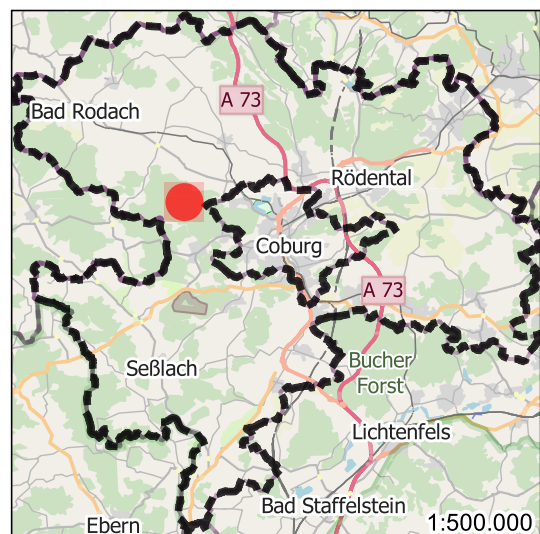 Bad Rodach
A 73
Rödental
Coburg
A 73
Bucher
Forst
Seßlach
Lichtenfels
Bad Staffelstein
Ebern
1:500.000